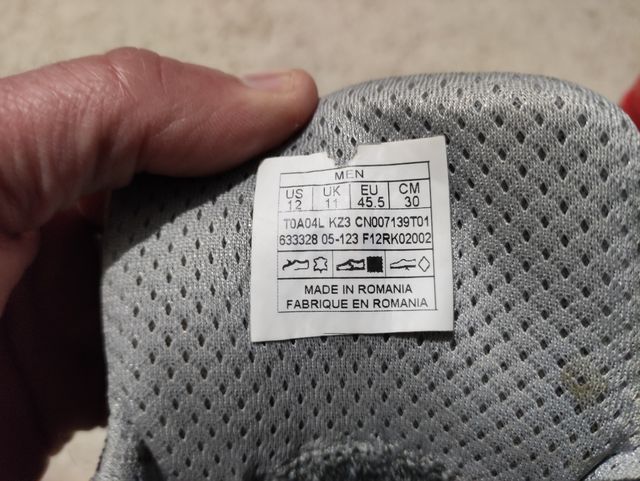 MEN
US UK EU CM
12 11 45.5 30
T0A04L KZ3 CN007139T01
633328 05-123 F12RK02002
MADE IN ROMANIA
FABRIQUE EN ROMANIA